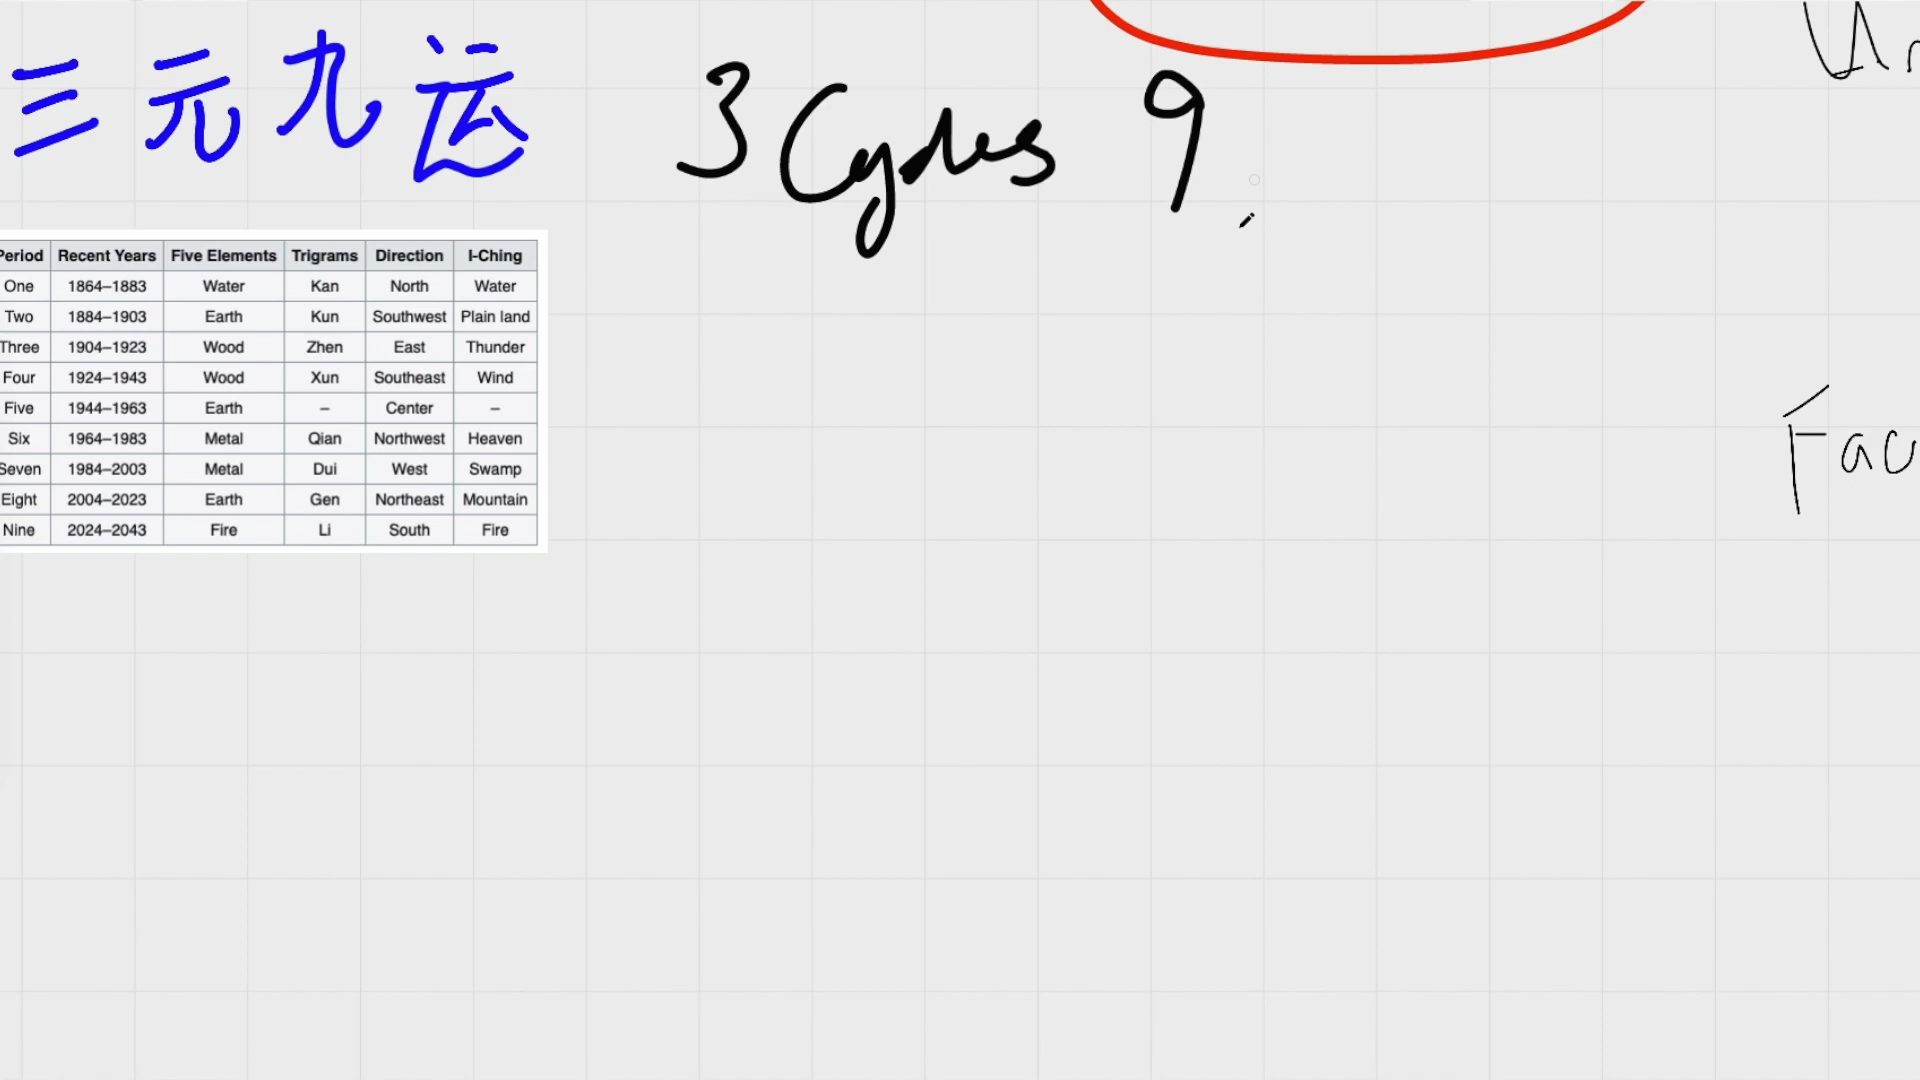 三元九运 3 Cycles 9
Period Recent Years Five Elements Trigrams Direction I-Ching
One 1864–1883 Water Kan North Water
Two 1884–1903 Earth Kun Southwest Plain land
Three 1904–1923 Wood Zhen East Thunder
Four 1924–1943 Wood Xun Southeast Wind
Five 1944–1963 Earth – Center –
Six 1964–1983 Metal Qian Northwest Heaven
Seven 1984–2003 Metal Dui West Swamp
Eight 2004–2023 Earth Gen Northeast Mountain
Nine 2024–2043 Fire Li South Fire